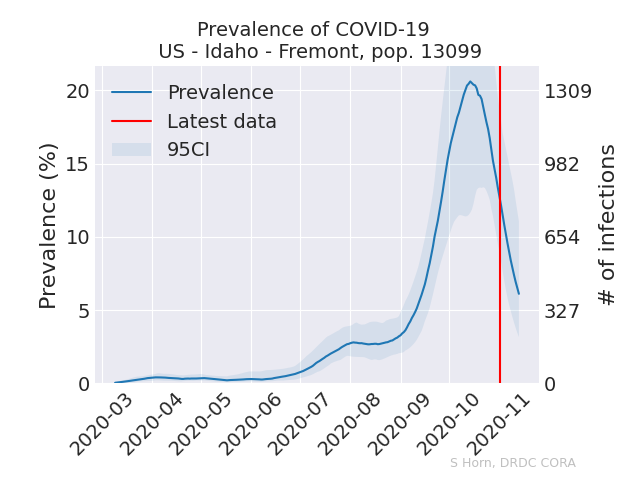 Prevalence of COVID-19
US - Idaho - Fremont, pop. 13099
Prevalence
Latest data
95CI
Prevalence (%)
20
15
10
5
0
1309
982
654
327
0
# of infections
2020-03
2020-04
2020-05
2020-06
2020-07
2020-08
2020-09
2020-10
2020-11
S Horn, DRDC CORA